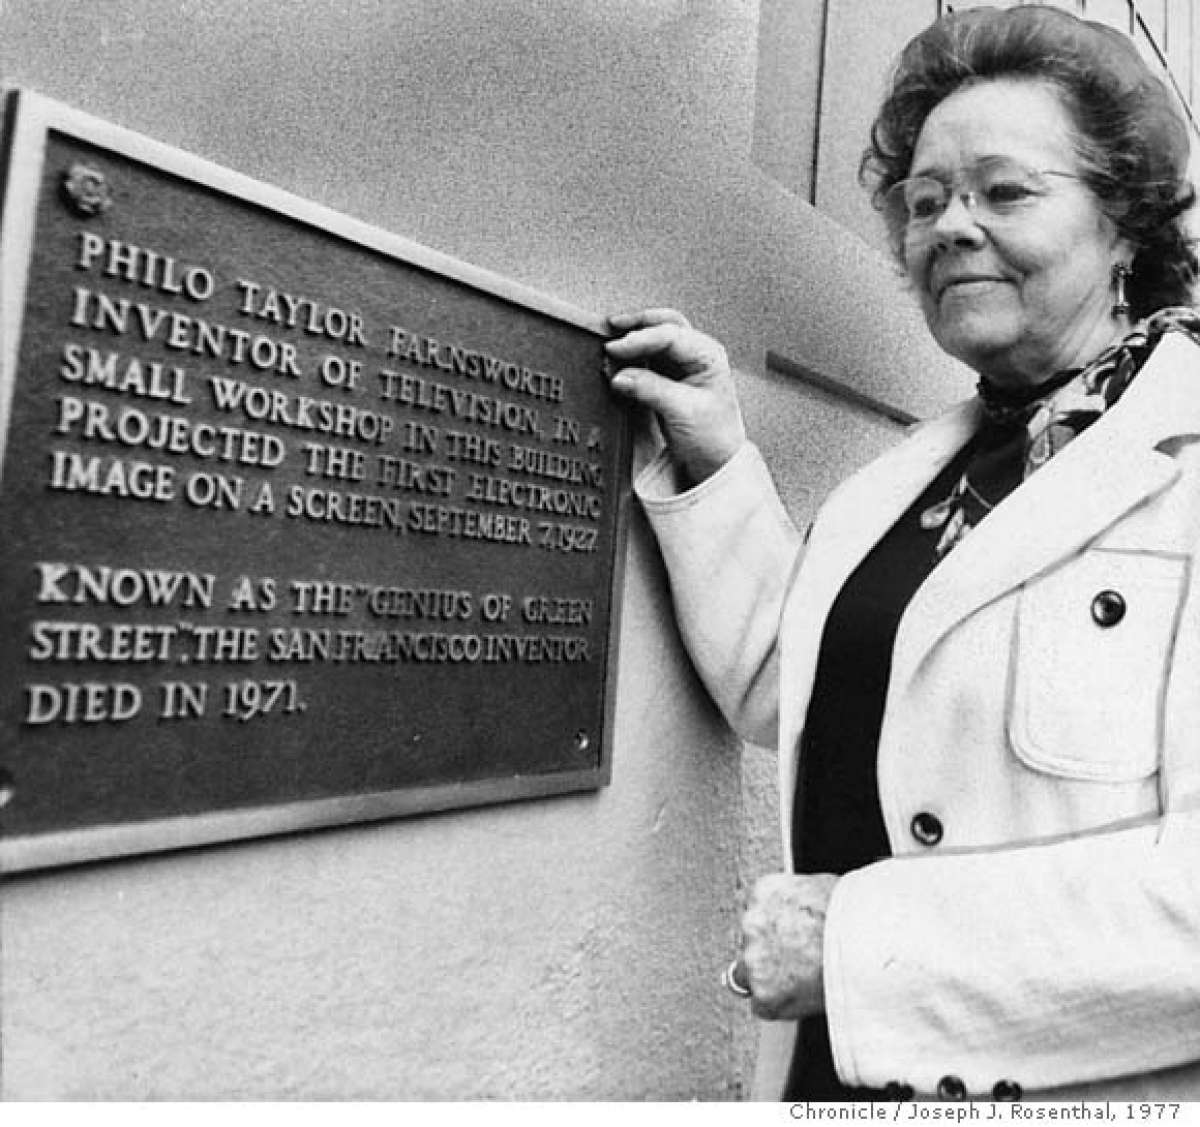 PHILO TAYLOR FARNSWORTH
INVENTOR OF TELEVISION, IN A
SMALL WORKSHOP IN THIS BUILDING,
PROJECTED THE FIRST ELECTRONIC
IMAGE ON A SCREEN, SEPTEMBER 7, 1927
KNOWN AS THE "GENIUS OF GREEN
STREET", THE SAN FRANCISCO INVENTOR
DIED IN 1971.
Chronicle / Joseph J. Rosenthal, 1977